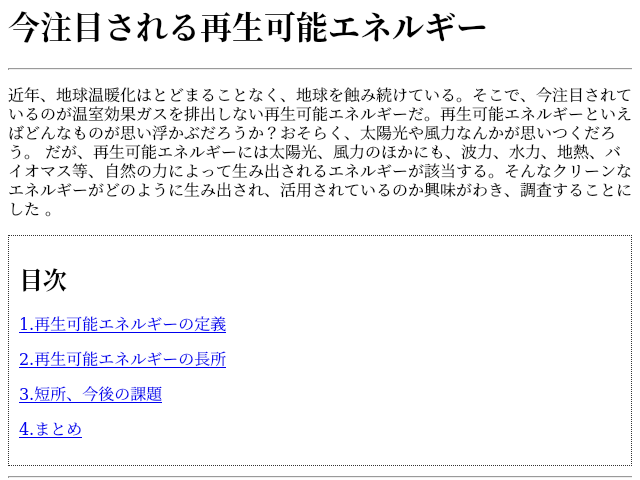 今注目される再生可能エネルギー
近年、地球温暖化はとどまることなく、地球を蝕み続けている。そこで、今注目されて
いるのが温室効果ガスを排出しない再生可能エネルギーだ。再生可能エネルギーといえ
ばどんなものが思い浮かぶだろうか？おそらく、太陽光や風力なんかが思いつくだろ
う。 だが、再生可能エネルギーには太陽光、風力のほかにも、波力、水力、地熱、バ
イオマス等、自然の力によって生み出されるエネルギーが該当する。そんなクリーンな
エネルギーがどのように生み出され、活用されているのか興味がわき、調査することに
した 。
目次
1.再生可能エネルギーの定義
2.再生可能エネルギーの長所
3.短所、今後の課題
4.まとめ